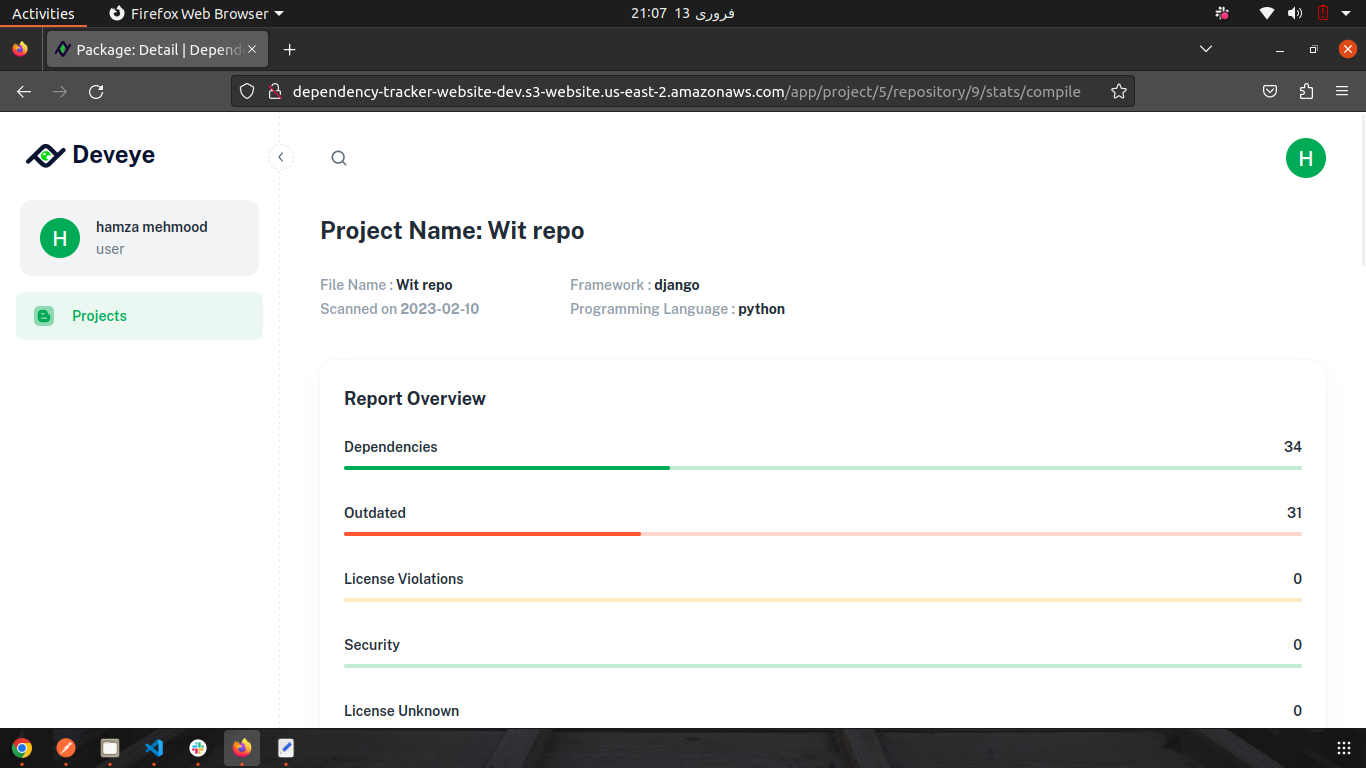 Activities
Firefox Web Browser
21:07 13 فروری
Package: Detail | Depend
dependency-tracker-website-dev.s3-website.us-east-2.amazonaws.com/app/project/5/repository/9/stats/compile
Deveye
H
H
hamza mehmood
user
Projects
Project Name: Wit repo
File Name : Wit repo
Framework : django
Scanned on 2023-02-10
Programming Language : python
Report Overview
Dependencies 34
Outdated 31
License Violations 0
Security 0
License Unknown 0